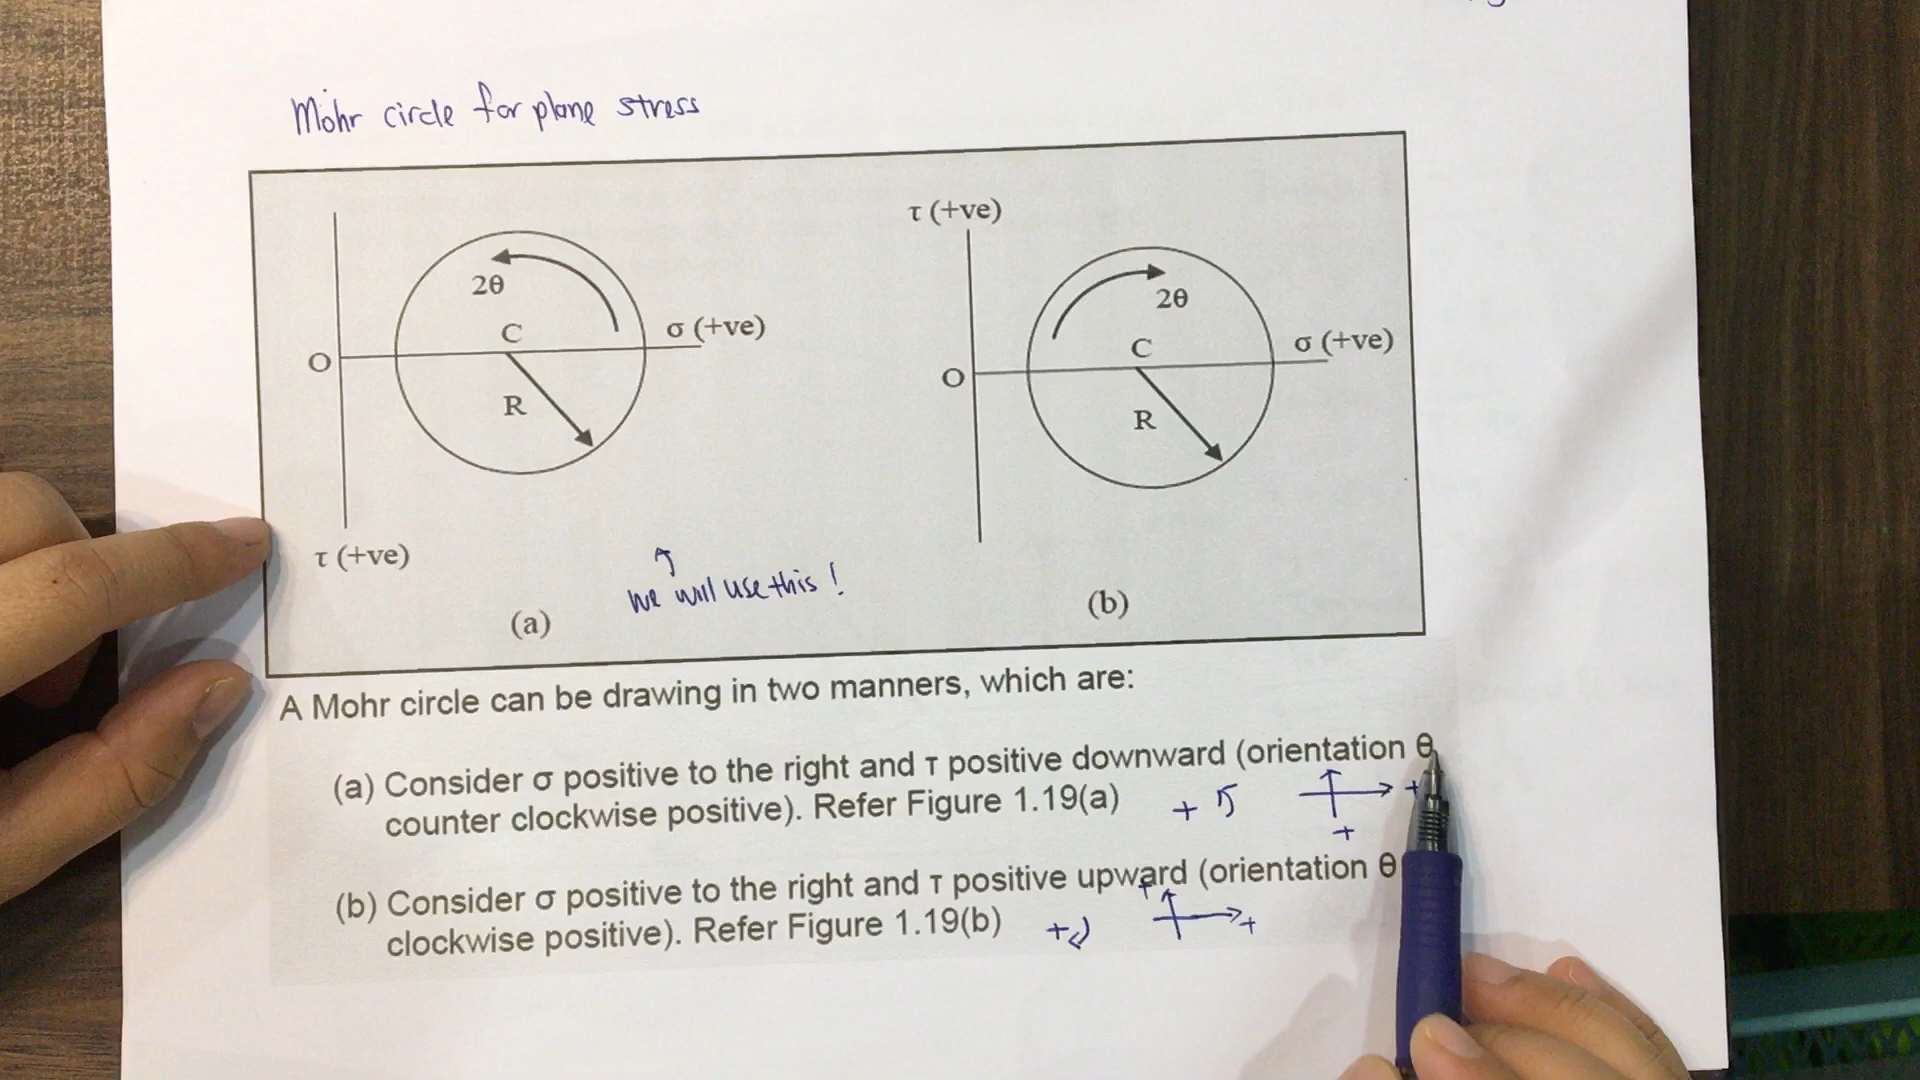 Mohr circle for plane stress
τ (+ve)
2θ
2θ
C
σ (+ve)
C
σ (+ve)
O
O
R
R
τ (+ve)
we will use this !
(a)
(b)
A Mohr circle can be drawing in two manners, which are:
(a) Consider σ positive to the right and τ positive downward (orientation θ
counter clockwise positive). Refer Figure 1.19(a) + +
+
(b) Consider σ positive to the right and τ positive upward (orientation θ
clockwise positive). Refer Figure 1.19(b) + + +